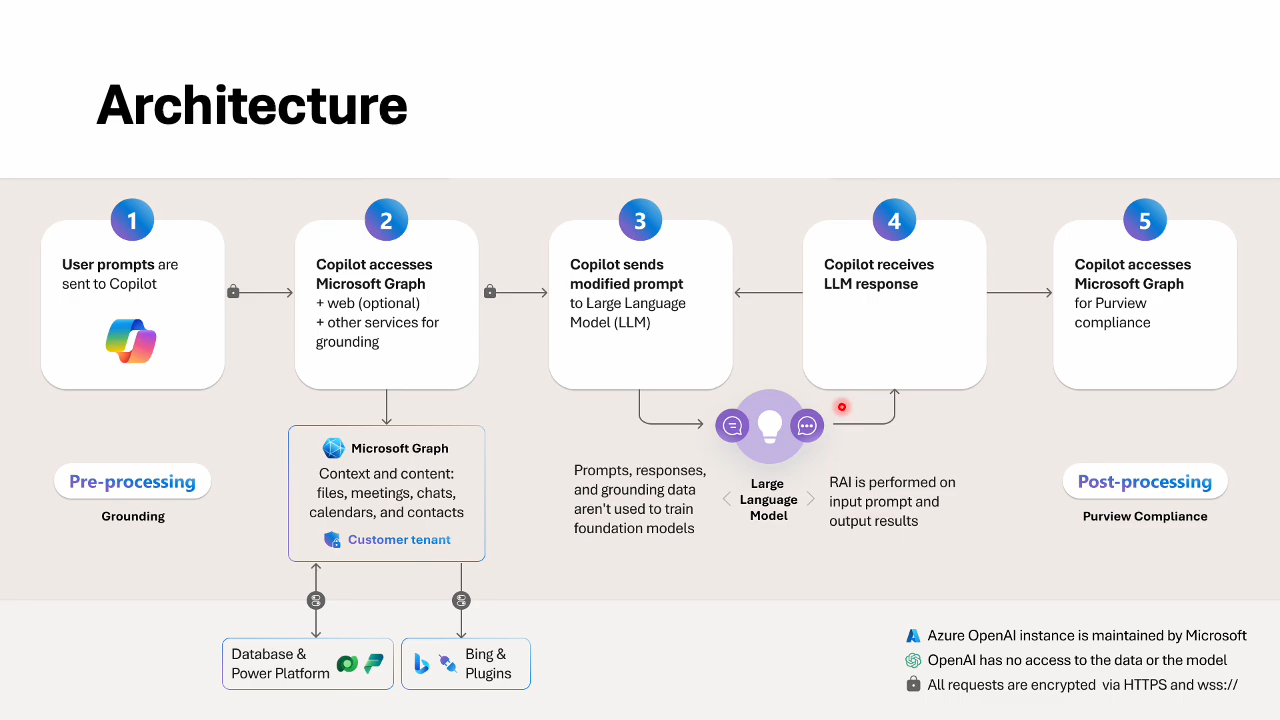 Architecture
1
User prompts are
sent to Copilot
2
Copilot accesses
Microsoft Graph
+ web (optional)
+ other services for
grounding
3
Copilot sends
modified prompt
to Large Language
Model (LLM)
4
Copilot receives
LLM response
5
Copilot accesses
Microsoft Graph
for Purview
compliance
Pre-processing
Grounding
Microsoft Graph
Context and content:
files, meetings, chats,
calendars, and contacts
Customer tenant
Database &
Power Platform
Bing &
Plugins
Prompts, responses,
and grounding data
aren't used to train
foundation models
Large
Language
Model
RAI is performed on
input prompt and
output results
Post-processing
Purview Compliance
Azure OpenAI instance is maintained by Microsoft
OpenAI has no access to the data or the model
All requests are encrypted via HTTPS and wss://